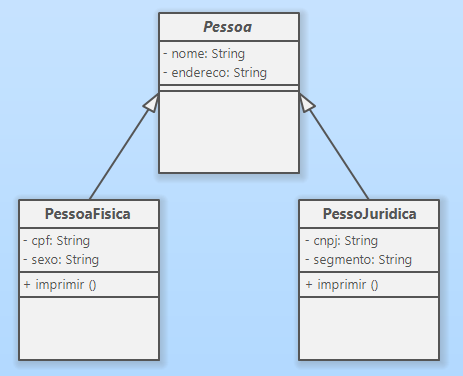 Pessoa
- nome: String
- endereco: String
PessoaFisica
- cpf: String
- sexo: String
+ imprimir ()
PessoJuridica
- cnpj: String
- segmento: String
+ imprimir ()